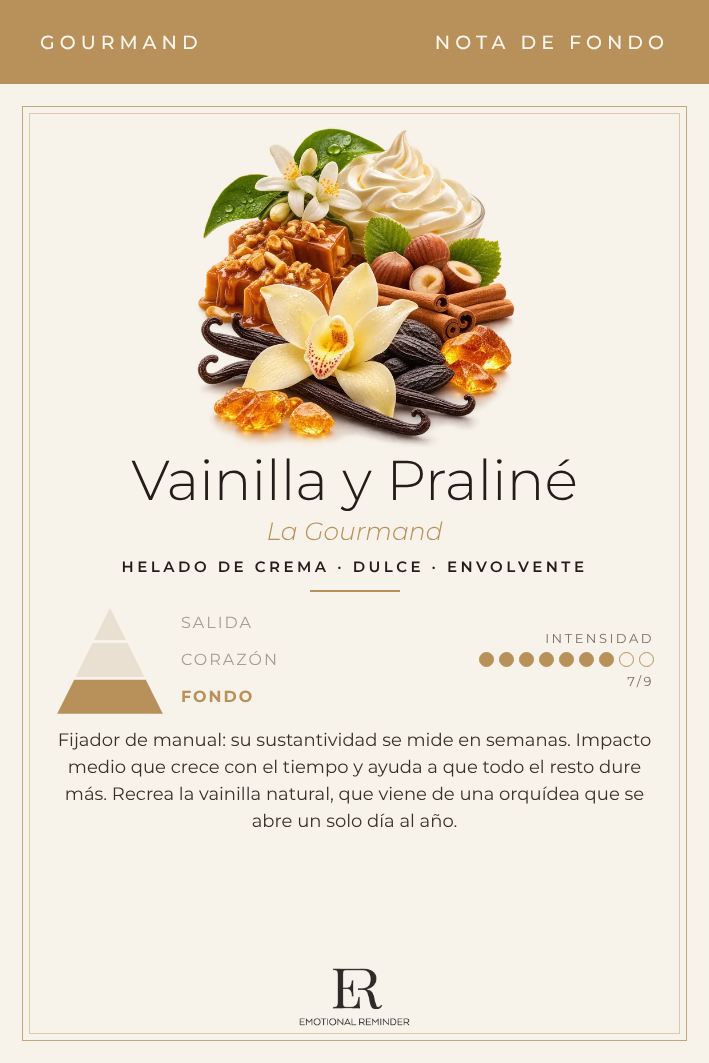 GOURMAND
NOTA DE FONDO
Vainilla y Praliné
La Gourmand
HELADO DE CREMA · DULCE · ENVOLVENTE
SALIDA
CORAZÓN
FONDO
INTENSIDAD
7/9
Fijador de manual: su sustantividad se mide en semanas. Impacto
medio que crece con el tiempo y ayuda a que todo el resto dure
más. Recrea la vainilla natural, que viene de una orquídea que se
abre un solo día al año.
ER
EMOTIONAL REMINDER